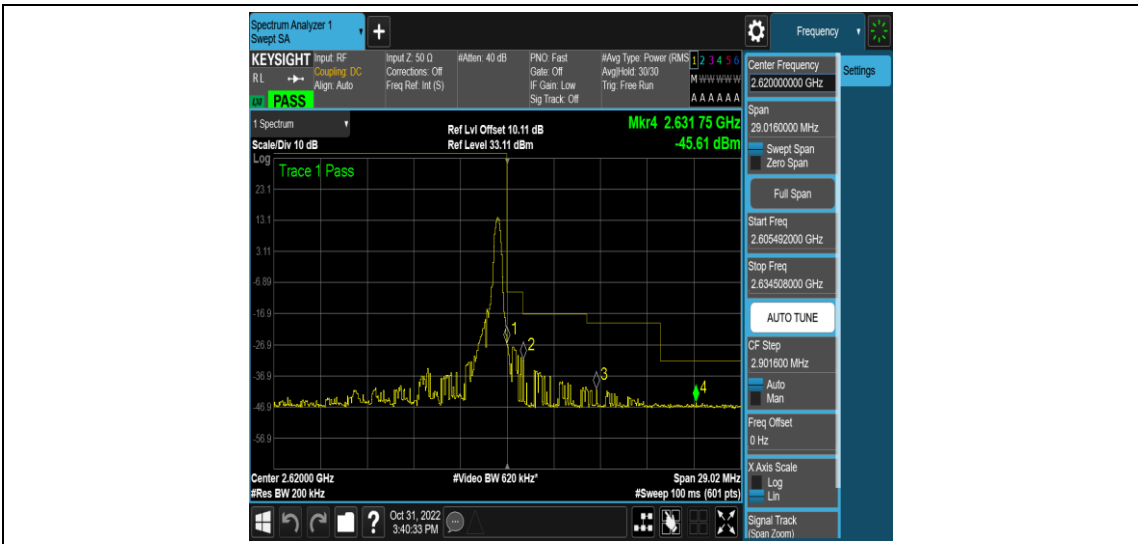 Spectrum Analyzer 1
Swept SA
+
Frequency
KEYSIGHT
RL
LXI
PASS
Input: RF
Coupling: DC
Align: Auto
Input Z: 50 Ω
Corrections: Off
Freq Ref: Int (S)
#Atten: 40 dB
PNO: Fast
Gate: Off
IF Gain: Low
Sig Track: Off
#Avg Type: Power (RMS
Avg|Hold: 30/30
Trig: Free Run
1 2 3 4 5 6
M W W W W W
A A A A A A
Center Frequency
2.620000000 GHz
Settings
1 Spectrum
Scale/Div 10 dB
Ref Lvl Offset 10.11 dB
Ref Level 33.11 dBm
Mkr4 2.631 75 GHz
-45.61 dBm
Span
29.0160000 MHz
Swept Span
Zero Span
Full Span
Start Freq
2.605492000 GHz
Stop Freq
2.634508000 GHz
AUTO TUNE
CF Step
2.901600 MHz
Auto
Man
Freq Offset
0 Hz
X Axis Scale
Log
Lin
Signal Track
(Span Zoom)
Log
Trace 1 Pass
23.1
13.1
3.11
-6.89
-16.9
-26.9
-36.9
-46.9
-56.9
1
2
3
4
Center 2.62000 GHz
#Res BW 200 kHz
#Video BW 620 kHz*
Span 29.02 MHz
#Sweep 100 ms (601 pts)
?
Oct 31, 2022
3:40:33 PM